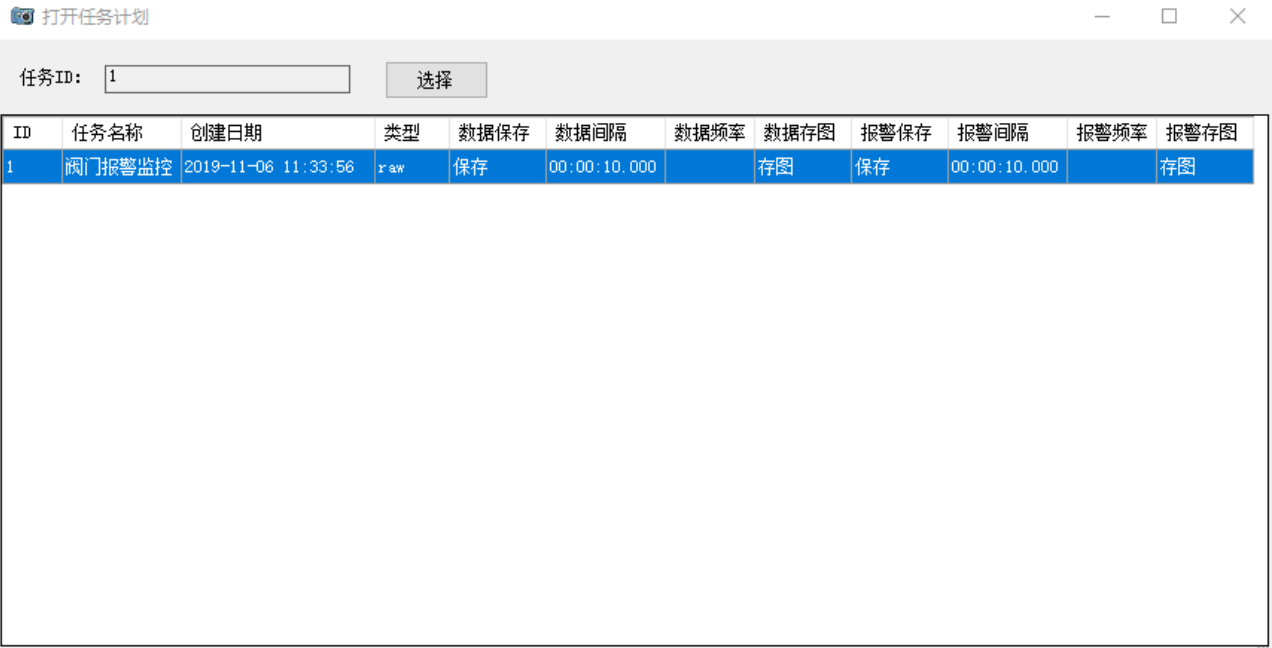 打开任务计划
任务ID: 1 选择
ID 任务名称 创建日期 类型 数据保存 数据间隔 数据频率 数据存图 报警保存 报警间隔 报警频率 报警存图
1 阀门报警监控 2019-11-06 11:33:56 raw 保存 00:00:10.000 存图 保存 00:00:10.000 存图